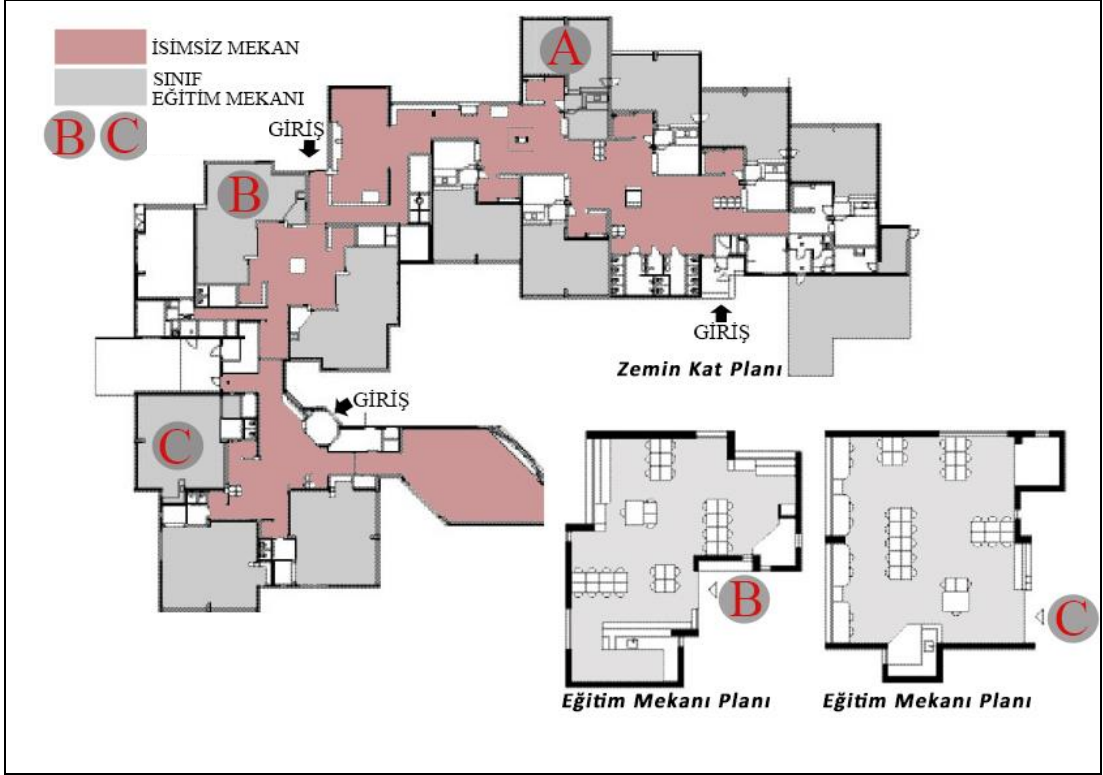 İSİMSİZ MEKAN
SINIF
EĞİTİM MEKANI
B C
GİRİŞ
A
B
GİRİŞ
Zemin Kat Planı
GİRİŞ
C
B
C
Eğitim Mekanı Planı
Eğitim Mekanı Planı